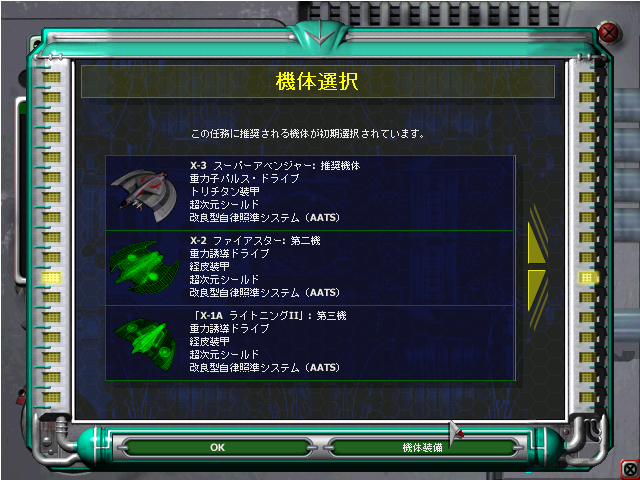 機体選択
この任務に推奨される機体が初期選択されています。
X-3 スーパーアベンジャー: 推奨機体
重力子パルス・ドライブ
トリチタン装甲
超次元シールド
改良型自律照準システム（AATS）
X-2 ファイアスター: 第二機
重力誘導ドライブ
経皮装甲
超次元シールド
改良型自律照準システム（AATS）
「X-1A ライトニングII」: 第三機
重力誘導ドライブ
経皮装甲
超次元シールド
改良型自律照準システム（AATS）
OK
機体装備